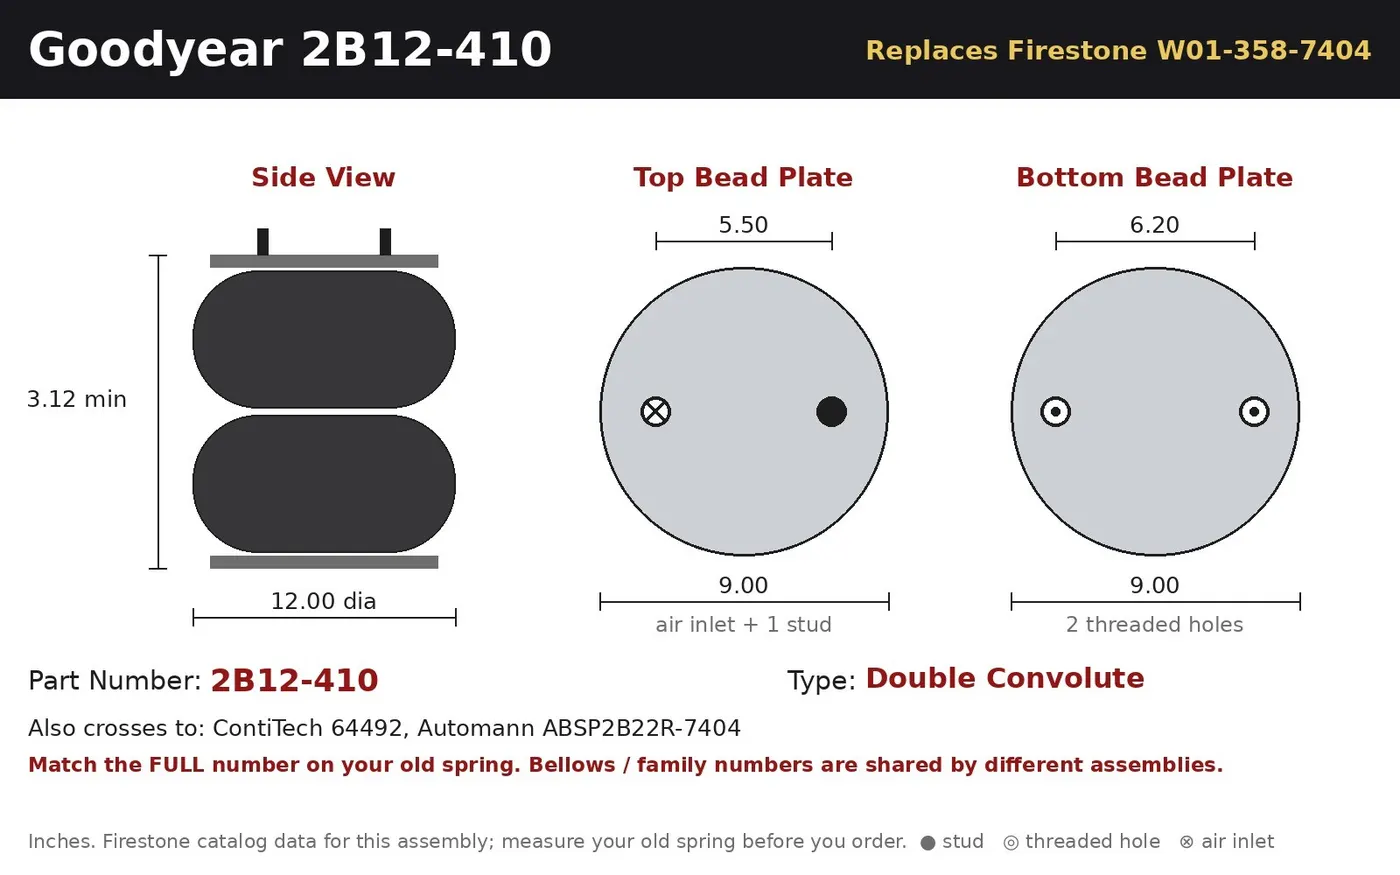 Goodyear 2B12-410
Replaces Firestone W01-358-7404
Side View
Top Bead Plate
Bottom Bead Plate
5.50
6.20
3.12 min
12.00 dia
9.00
9.00
air inlet + 1 stud
2 threaded holes
Part Number: 2B12-410
Type: Double Convolute
Also crosses to: ContiTech 64492, Automann ABSP2B22R-7404
Match the FULL number on your old spring. Bellows / family numbers are shared by different assemblies.
Inches. Firestone catalog data for this assembly; measure your old spring before you order. ● stud ◎ threaded hole ⊗ air inlet